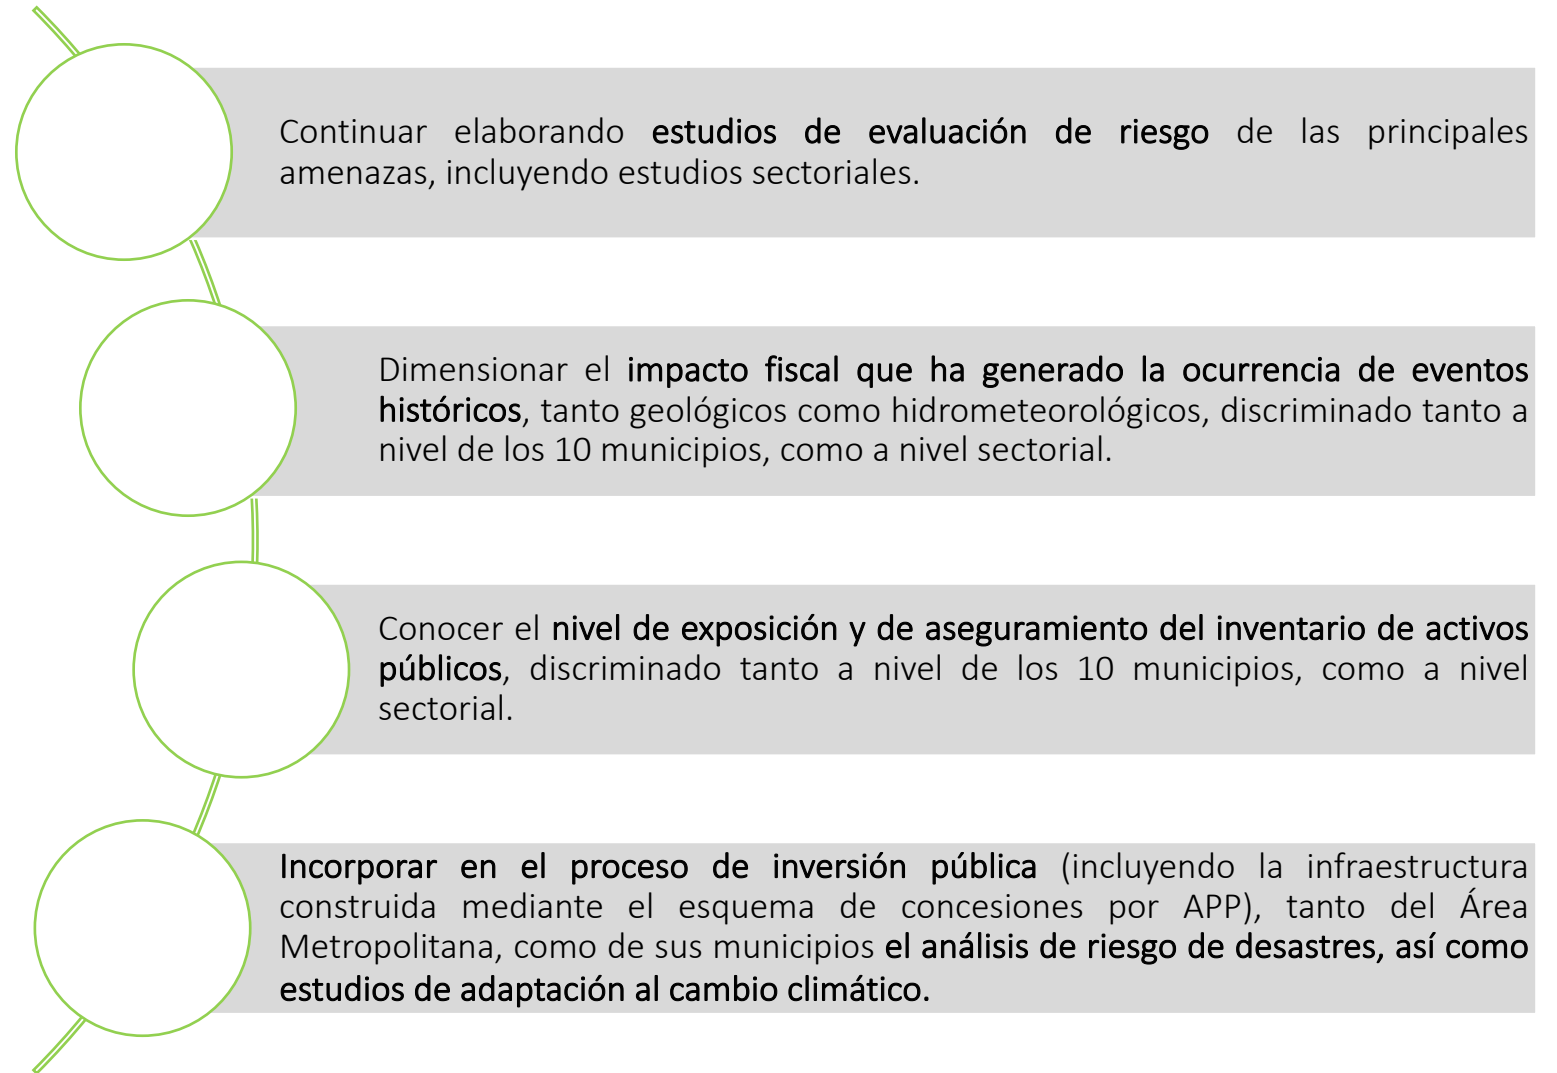 Continuar elaborando estudios de evaluación de riesgo de las principales
amenazas, incluyendo estudios sectoriales.
Dimensionar el impacto fiscal que ha generado la ocurrencia de eventos
históricos, tanto geológicos como hidrometeorológicos, discriminado tanto a
nivel de los 10 municipios, como a nivel sectorial.
Conocer el nivel de exposición y de aseguramiento del inventario de activos
públicos, discriminado tanto a nivel de los 10 municipios, como a nivel
sectorial.
Incorporar en el proceso de inversión pública (incluyendo la infraestructura
construida mediante el esquema de concesiones por APP), tanto del Área
Metropolitana, como de sus municipios el análisis de riesgo de desastres, así como
estudios de adaptación al cambio climático.